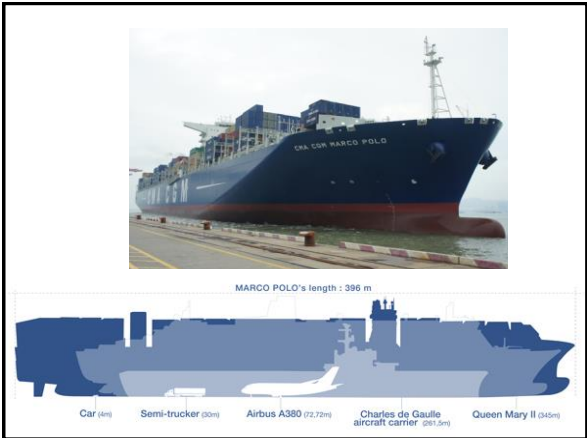 CMA CGM MARCO POLO
C G M
MARCO POLO's length : 396 m
Car (4m)
Semi-trucker (30m)
Airbus A380 (72,72m)
Charles de Gaulle
aircraft carrier (261,5m)
Queen Mary II (345m)